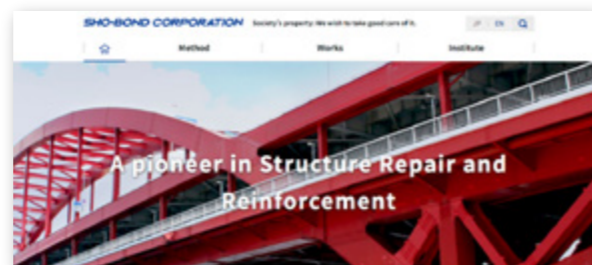 SHO-BOND CORPORATION Society's property: We wish to take good care of it. JP EN
Method Works Institute
A pioneer in Structure Repair and
Reinforcement